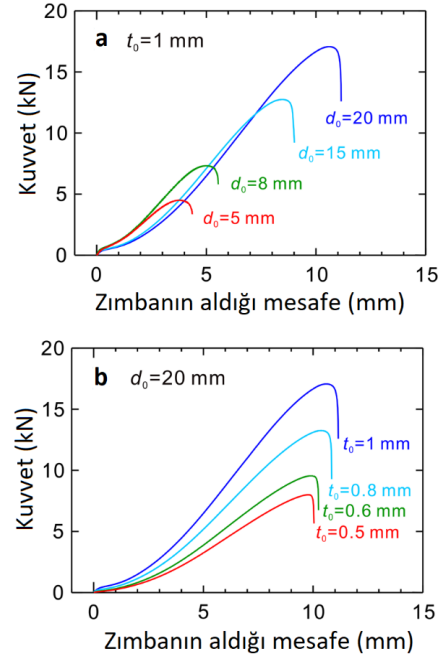 a t₀=1 mm
Kuvvet (kN)
20
15
10
5
0
d₀=20 mm
d₀=15 mm
d₀=8 mm
d₀=5 mm
0 5 10 15
Zımbanın aldığı mesafe (mm)
b d₀=20 mm
Kuvvet (kN)
20
15
10
5
0
t₀=1 mm
t₀=0.8 mm
t₀=0.6 mm
t₀=0.5 mm
0 5 10 15
Zımbanın aldığı mesafe (mm)